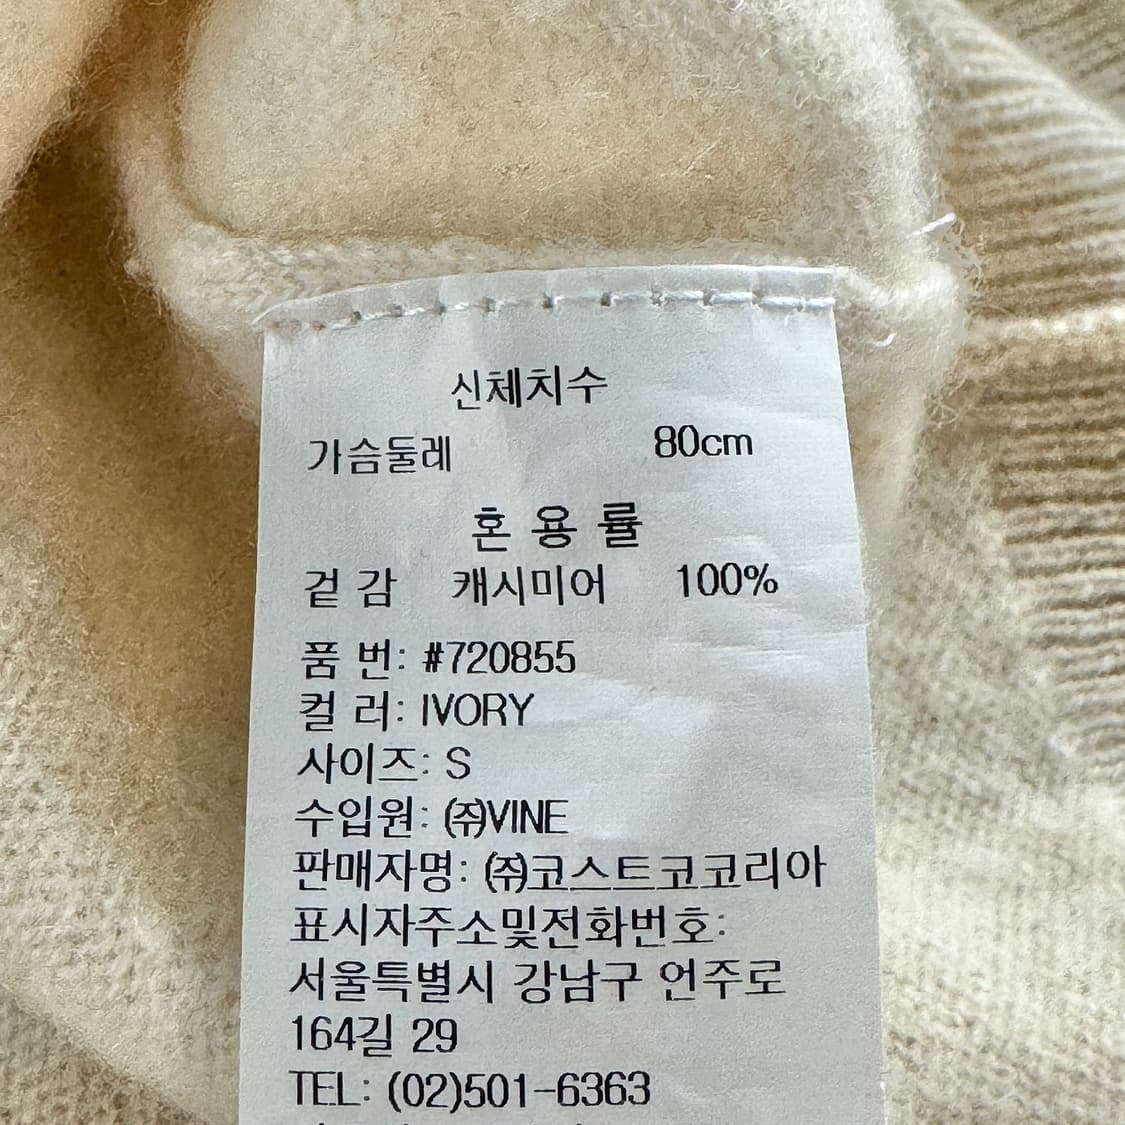 신체치수
가슴둘레 80cm
혼 용 률
겉 감 캐시미어 100%
품 번: #720855
컬 러: IVORY
사이즈: S
수입원: ㈜VINE
판매자명: ㈜코스트코코리아
표시자주소및전화번호:
서울특별시 강남구 언주로
164길 29
TEL: (02)501-6363